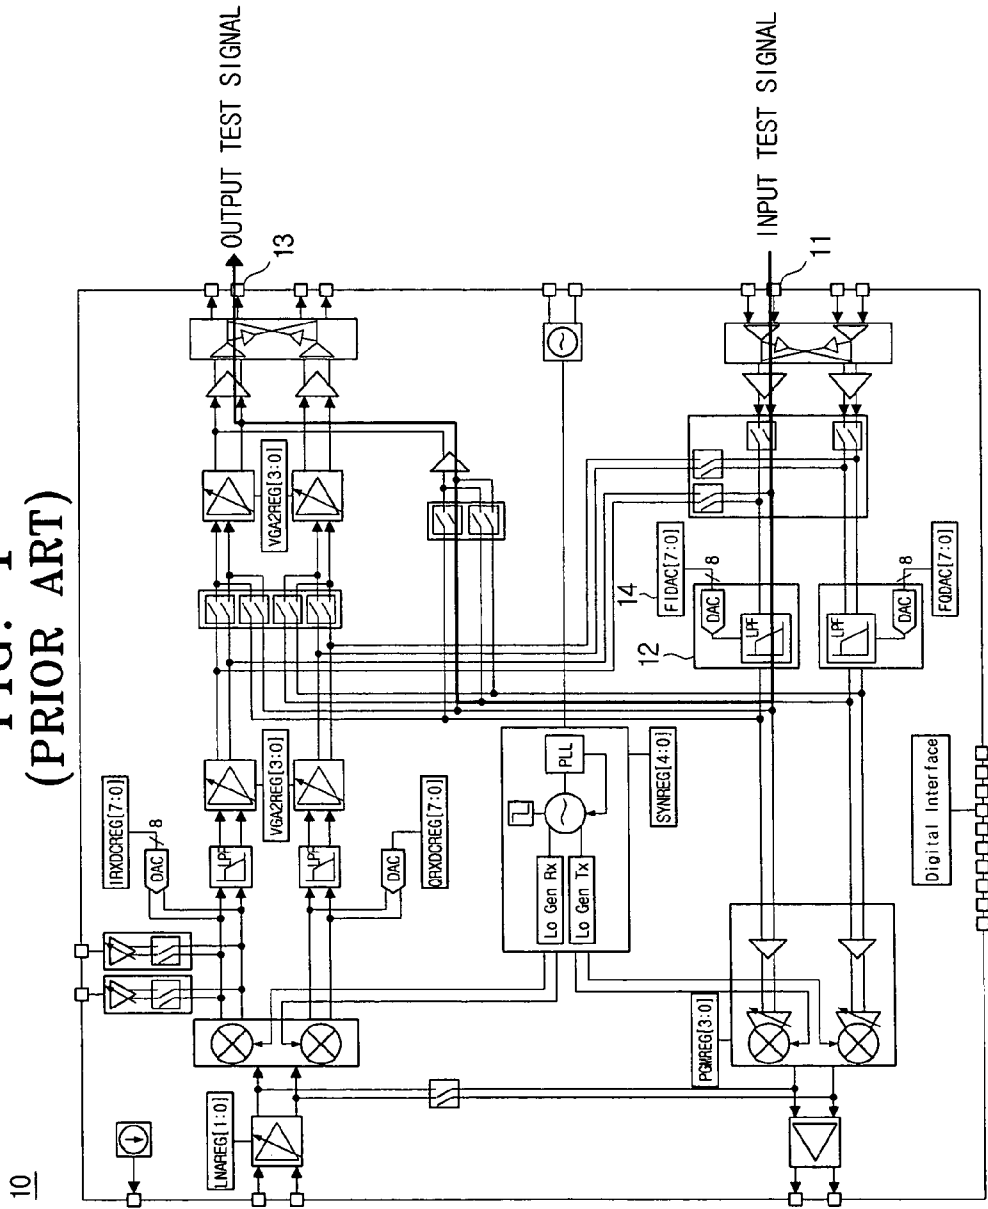 FIG. 1
(PRIOR ART)
10
OUTPUT TEST SIGNAL
13
INPUT TEST SIGNAL
11
VGA2REG[3:0]
FIDAC[7:0]
14
8
DAC
LPF
12
FQDAC[7:0]
8
DAC
LPF
VGA2REG[3:0]
IRXDCREG[7:0]
8
DAC
LPF
LPF
DAC
QRXDCREG[7:0]
PLL
SYNREG[4:0]
Lo Gen Rx
Lo Gen Tx
Digital Interface
PGMREG[3:0]
LNAREG[1:0]